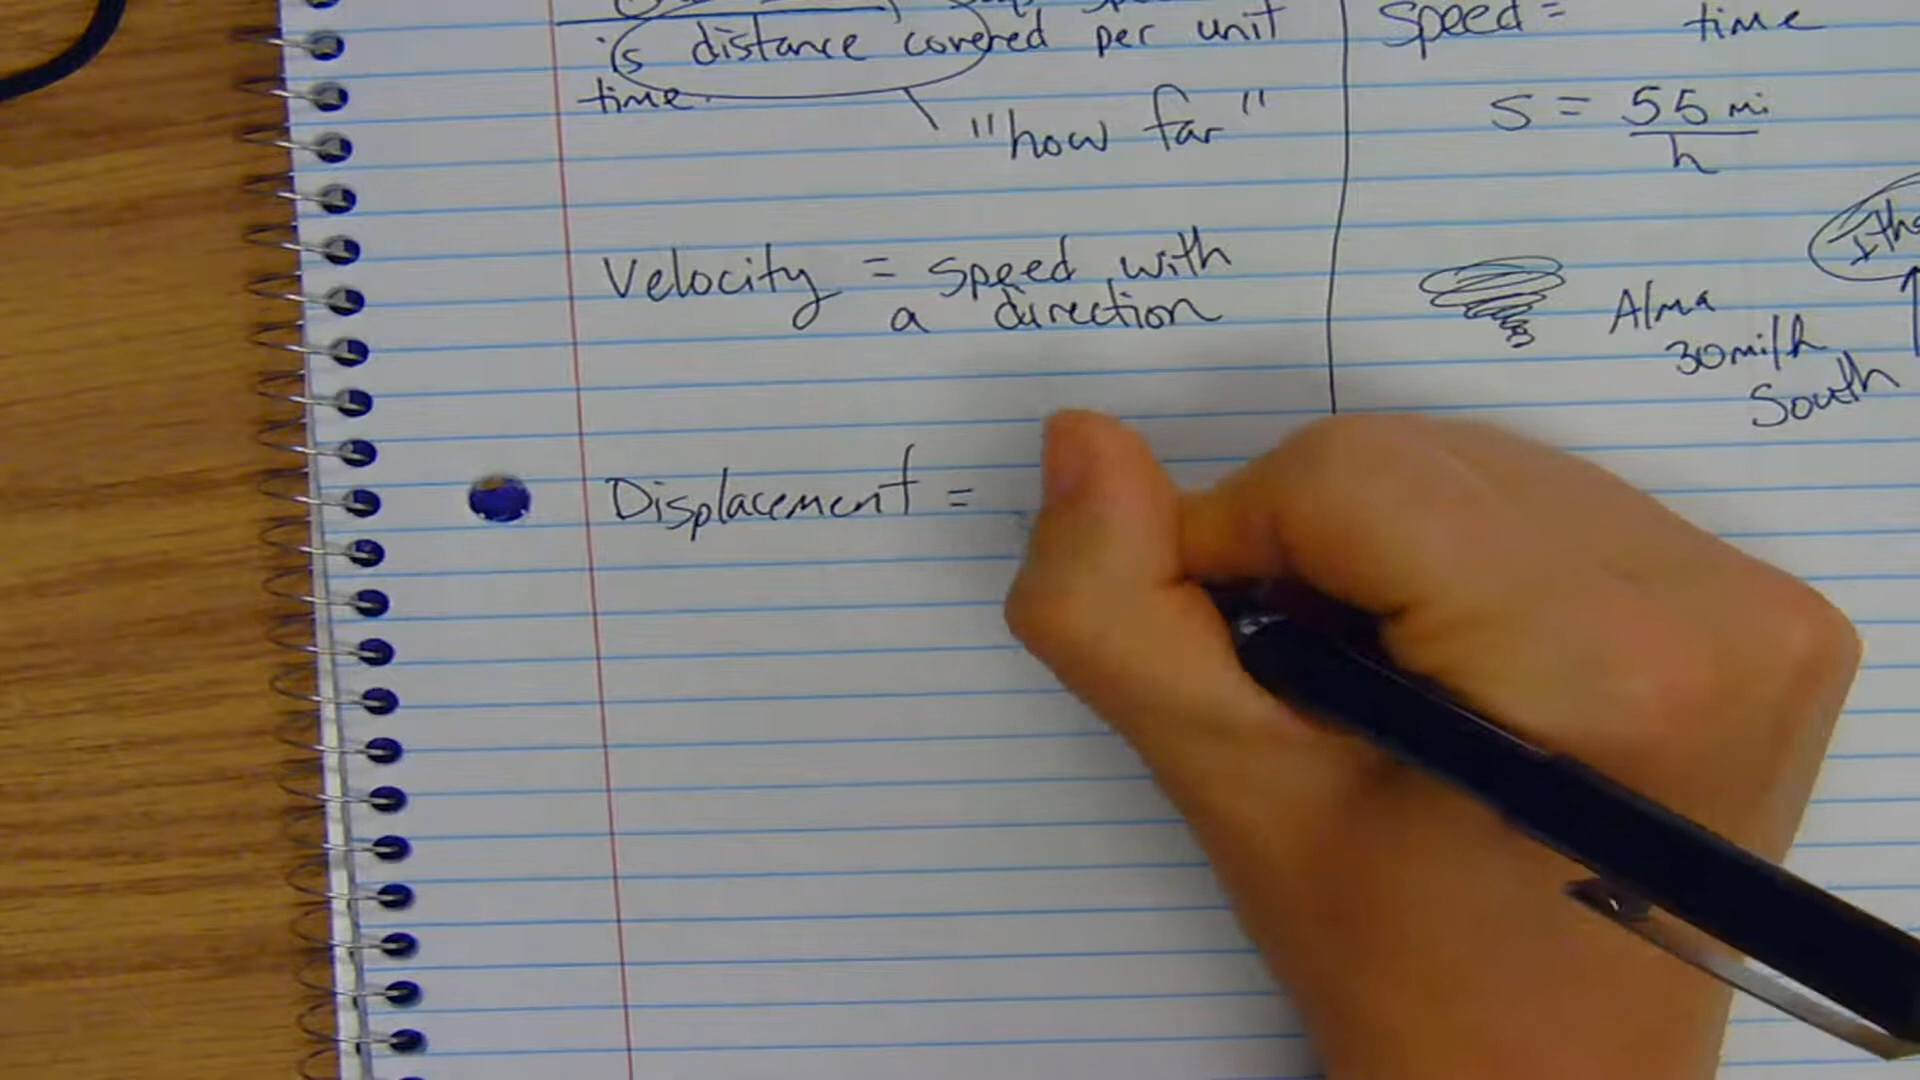 is distance covered per unit
time.
"how far"
Velocity = speed with
a direction
Displacement =
Speed = time
S = 55 mi
h
Alma
30mi/h
South